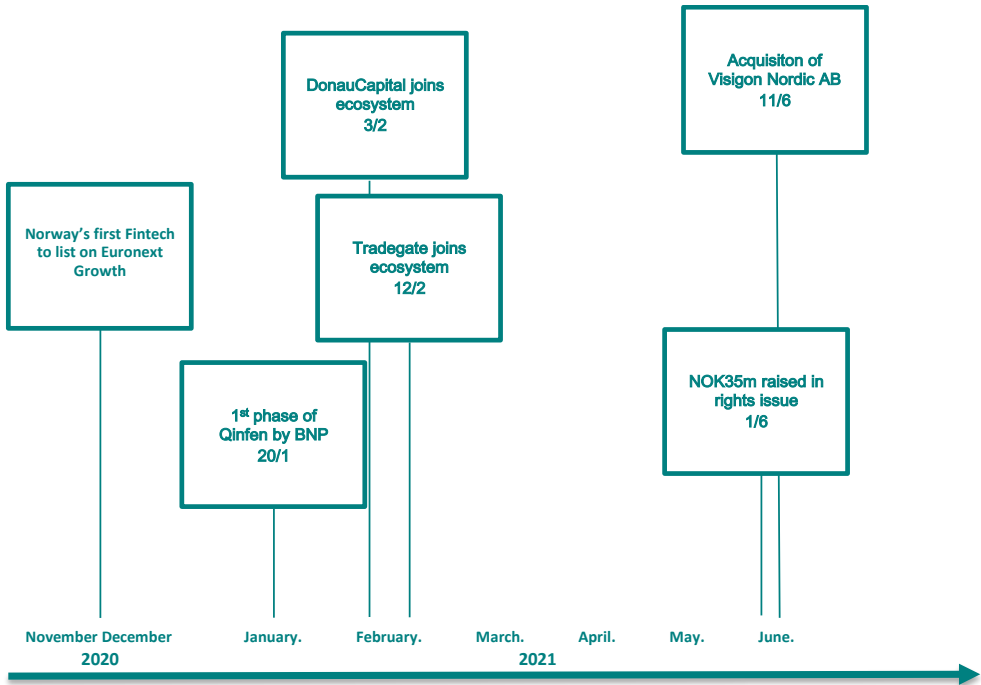 DonauCapital joins
ecosystem
3/2
Acquisiton of
Visigon Nordic AB
11/6
Norway’s first Fintech
to list on Euronext
Growth
Tradegate joins
ecosystem
12/2
1st phase of
Qinfen by BNP
20/1
NOK35m raised in
rights issue
1/6
November December January. February. March. April. May. June.
2020 2021